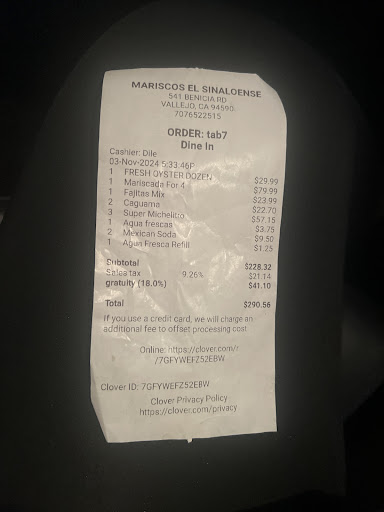 MARISCOS EL SINALOENSE
541 BENICIA RD
VALLEJO, CA 94590
7076522515
ORDER: tab7
Dine In
Cashier: Dile
03-Nov-2024 5:33:46P
1 FRESH OYSTER DOZEN $29.99
1 Mariscada For 4 $79.99
1 Fajitas Mix $23.99
2 Caguama $22.70
3 Super Michelitro $57.15
1 Agua frescas $3.75
2 Mexican Soda $9.50
1 Agua Fresca Refill $1.25
Subtotal $228.32
Sales tax 9.26% $21.14
gratuity (18.0%) $41.10
Total $290.56
If you use a credit card, we will charge an
additional fee to offset processing cost.
Online: https://clover.com/r
/7GFYWEFZ52EBW
Clover ID: 7GFYWEFZ52EBW
Clover Privacy Policy
https://clover.com/privacy